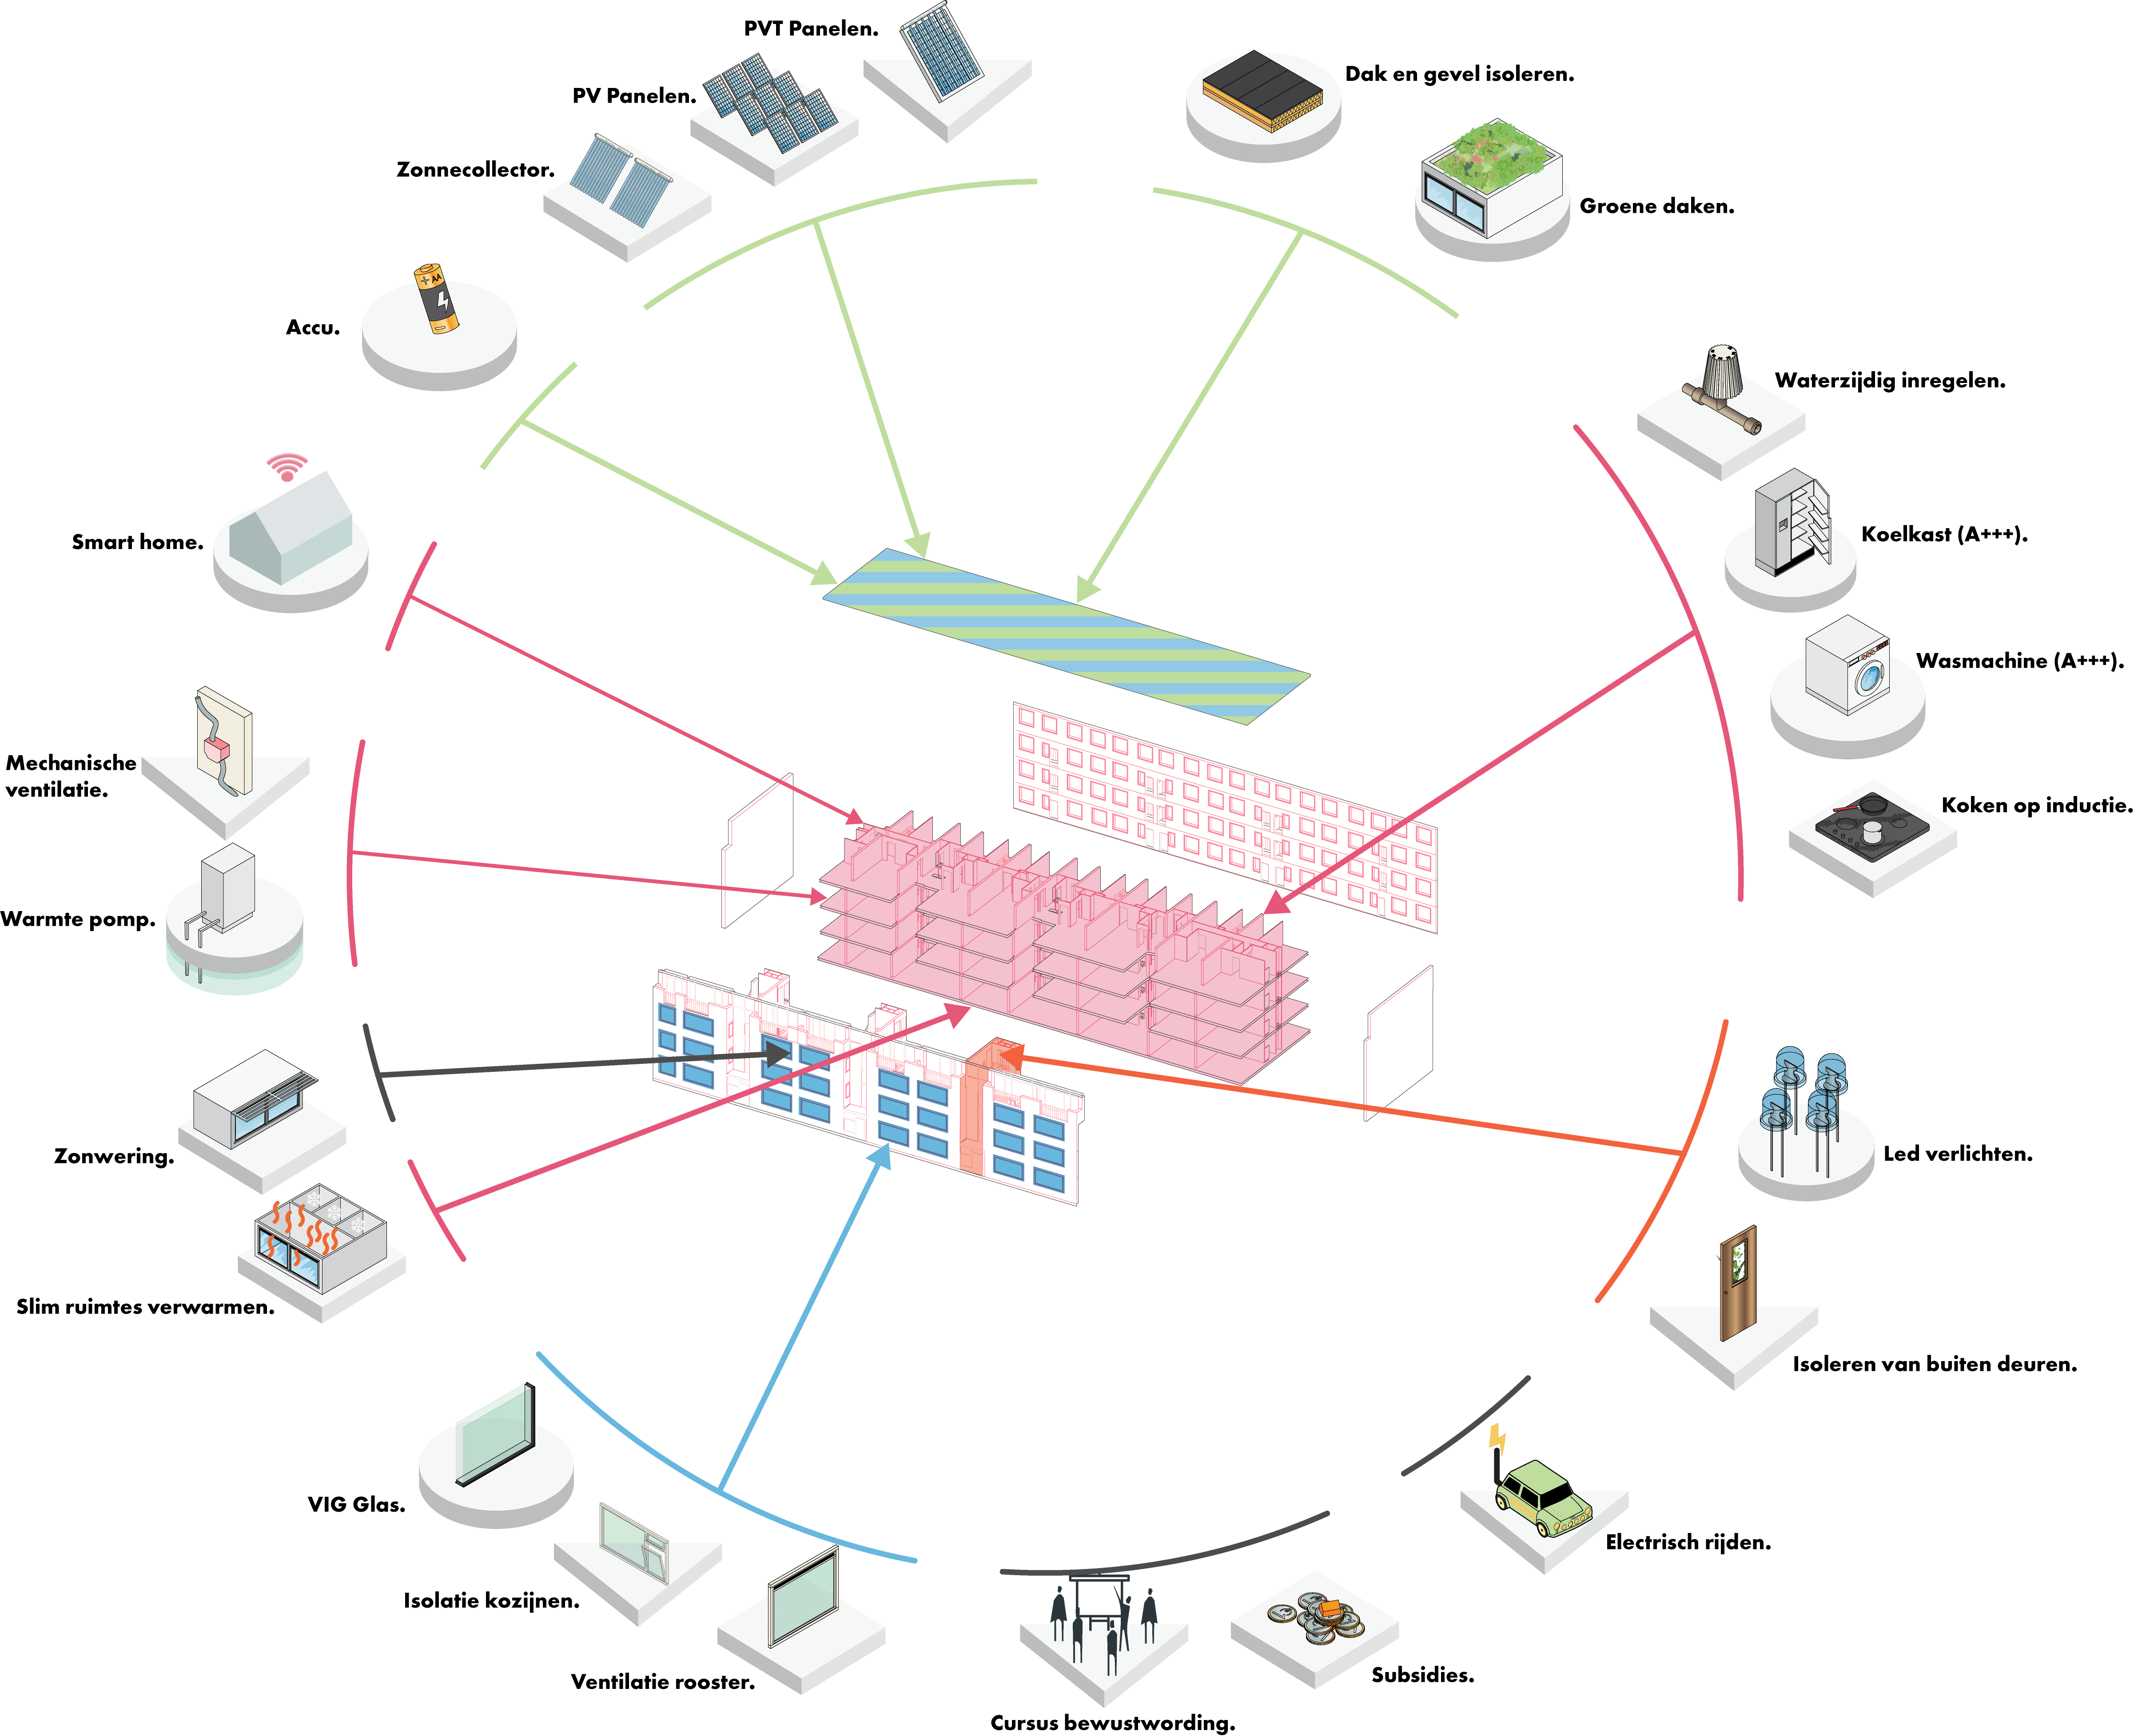 PVT Panelen.
PV Panelen.
Zonnecollector.
Accu.
+ AA
Smart home.
Mechanische
ventilatie.
Warmte pomp.
Zonwering.
Slim ruimtes verwarmen.
VIG Glas.
Isolatie kozijnen.
Ventilatie rooster.
Cursus bewustwording.
Subsidies.
Electrisch rijden.
Isoleren van buiten deuren.
Led verlichten.
Koken op inductie.
Wasmachine (A+++).
Koelkast (A+++).
Waterzijdig inregelen.
Groene daken.
Dak en gevel isoleren.